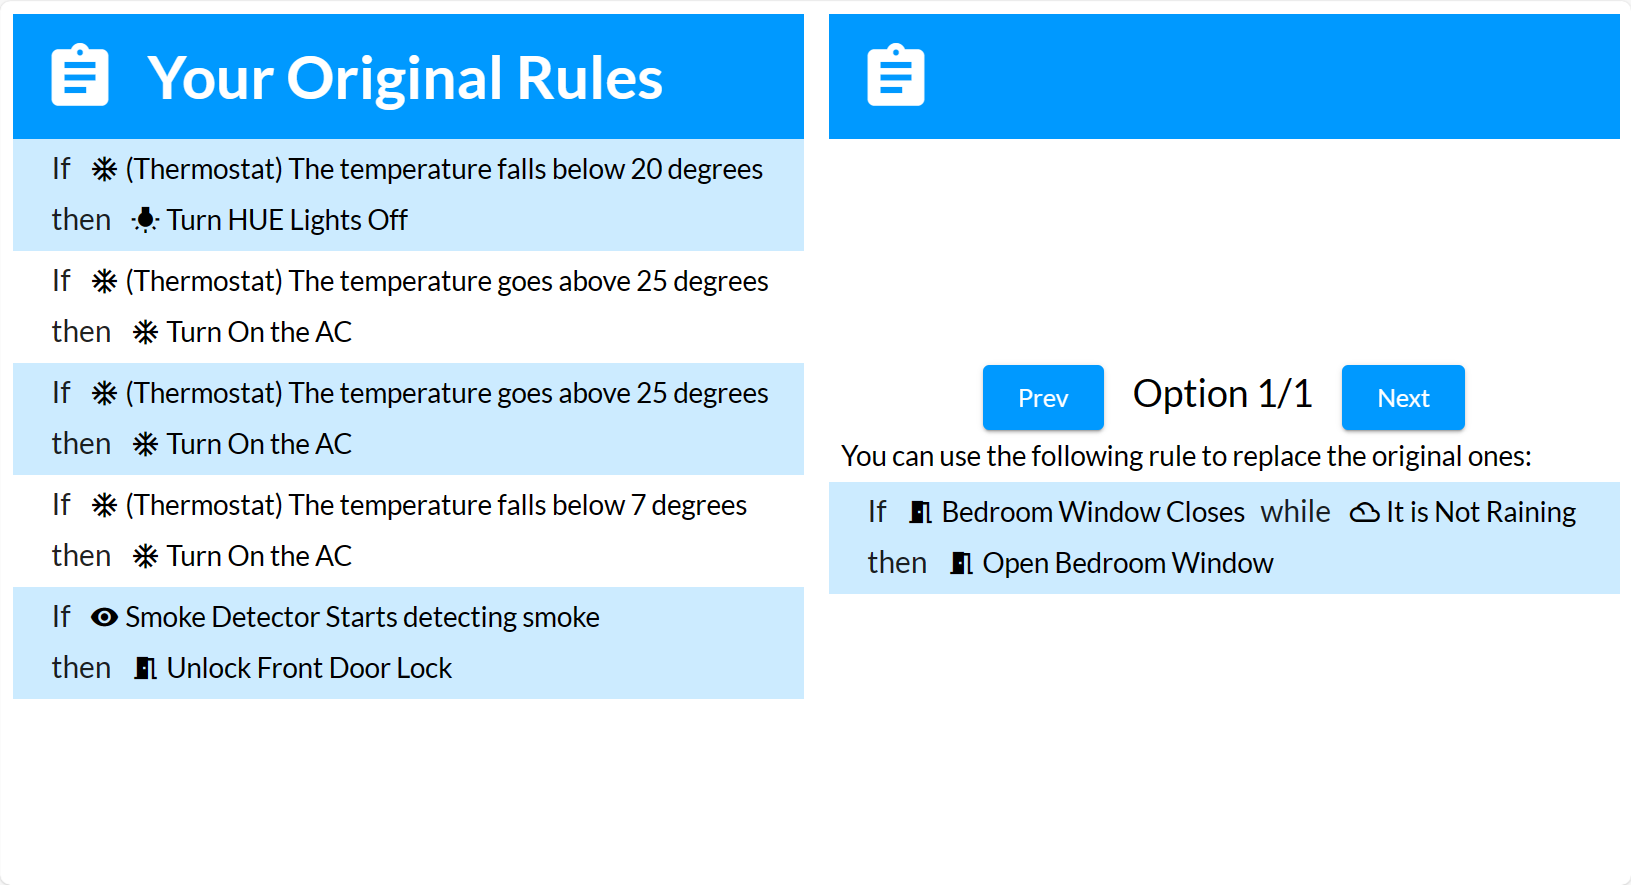 Your Original Rules
If (Thermostat) The temperature falls below 20 degrees
then Turn HUE Lights Off
If (Thermostat) The temperature goes above 25 degrees
then Turn On the AC
If (Thermostat) The temperature goes above 25 degrees
then Turn On the AC
If (Thermostat) The temperature falls below 7 degrees
then Turn On the AC
If Smoke Detector Starts detecting smoke
then Unlock Front Door Lock
Prev Option 1/1 Next
You can use the following rule to replace the original ones:
If Bedroom Window Closes while It is Not Raining
then Open Bedroom Window